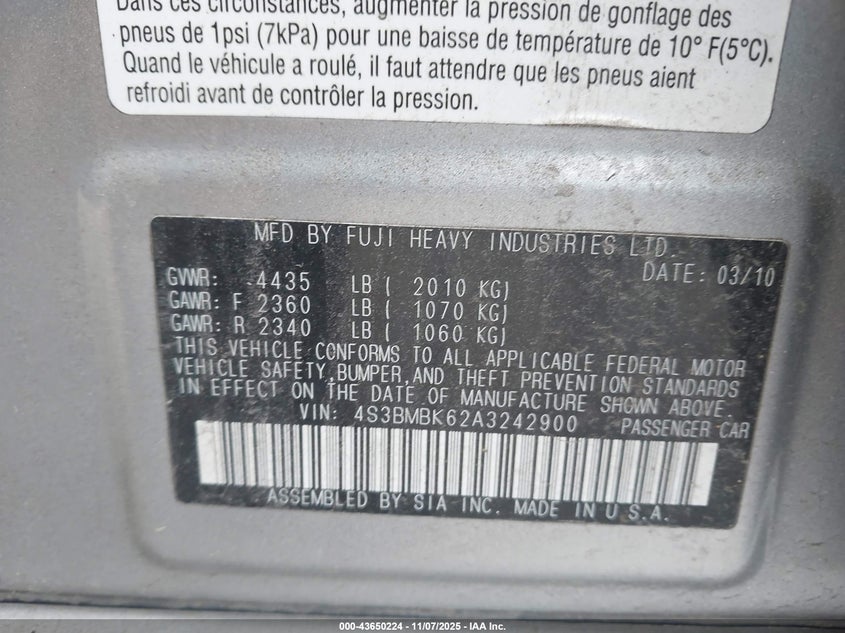 Dans ces circonstances, augmenter la pression de gonflage des
pneus de 1psi (7kPa) pour une baisse de température de 10° F(5°C).
Quand le véhicule a roulé, il faut attendre que les pneus aient
refroidi avant de contrôler la pression.
MFD BY FUJI HEAVY INDUSTRIES LTD.
DATE: 03/10
GVWR: 4435 LB ( 2010 KG)
GAWR: F 2360 LB ( 1070 KG)
GAWR: R 2340 LB ( 1060 KG)
THIS VEHICLE CONFORMS TO ALL APPLICABLE FEDERAL MOTOR
VEHICLE SAFETY, BUMPER, AND THEFT PREVENTION STANDARDS
IN EFFECT ON THE DATE OF MANUFACTURE SHOWN ABOVE.
VIN: 4S3BMBK62A3242900 PASSENGER CAR
ASSEMBLED BY SIA INC. MADE IN U.S.A.
000-43650224 - 11/07/2025 - IAA Inc.